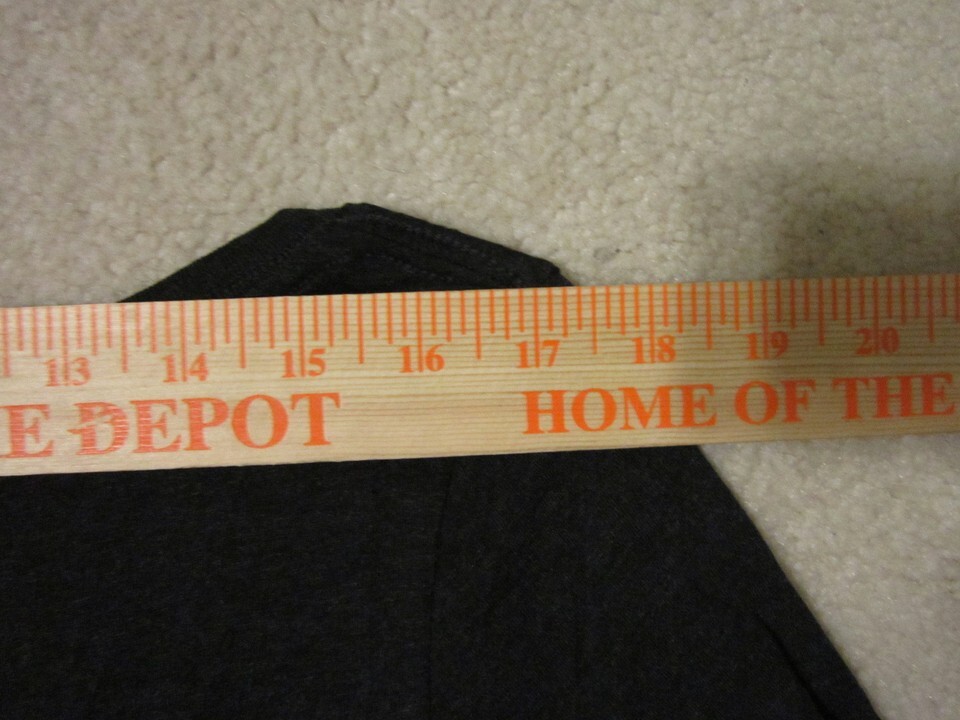 13 14 15 16 17 18 19 20
E DEPOT HOME OF THE